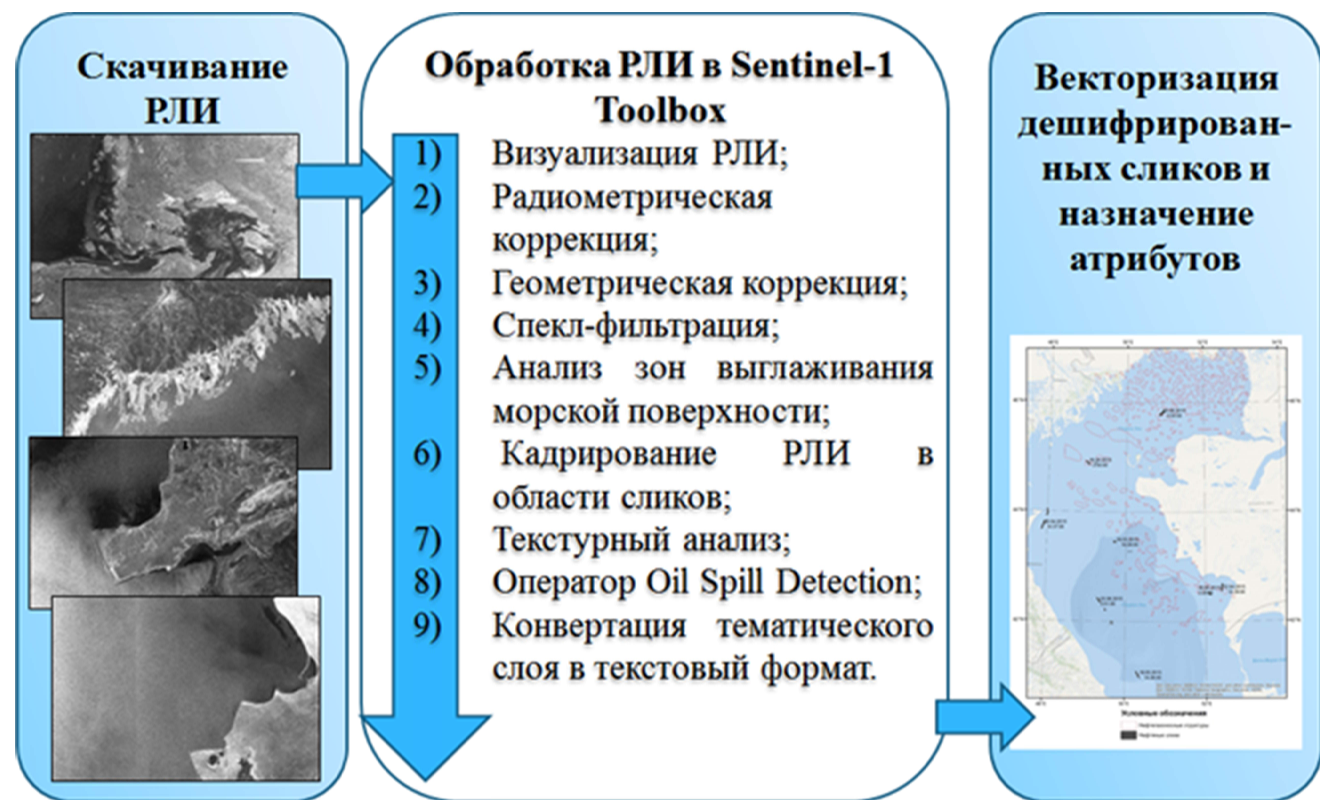 Скачивание
РЛИ
Обработка РЛИ в Sentinel-1
Toolbox
1) Визуализация РЛИ;
2) Радиометрическая
коррекция;
3) Геометрическая коррекция;
4) Спекл-фильтрация;
5) Анализ зон выглаживания
морской поверхности;
6) Кадрирование РЛИ в
области сликов;
7) Текстурный анализ;
8) Оператор Oil Spill Detection;
9) Конвертация тематического
слоя в текстовый формат.
Векторизация
дешифрирован-
ных сликов и
назначение
атрибутов
Условные обозначения